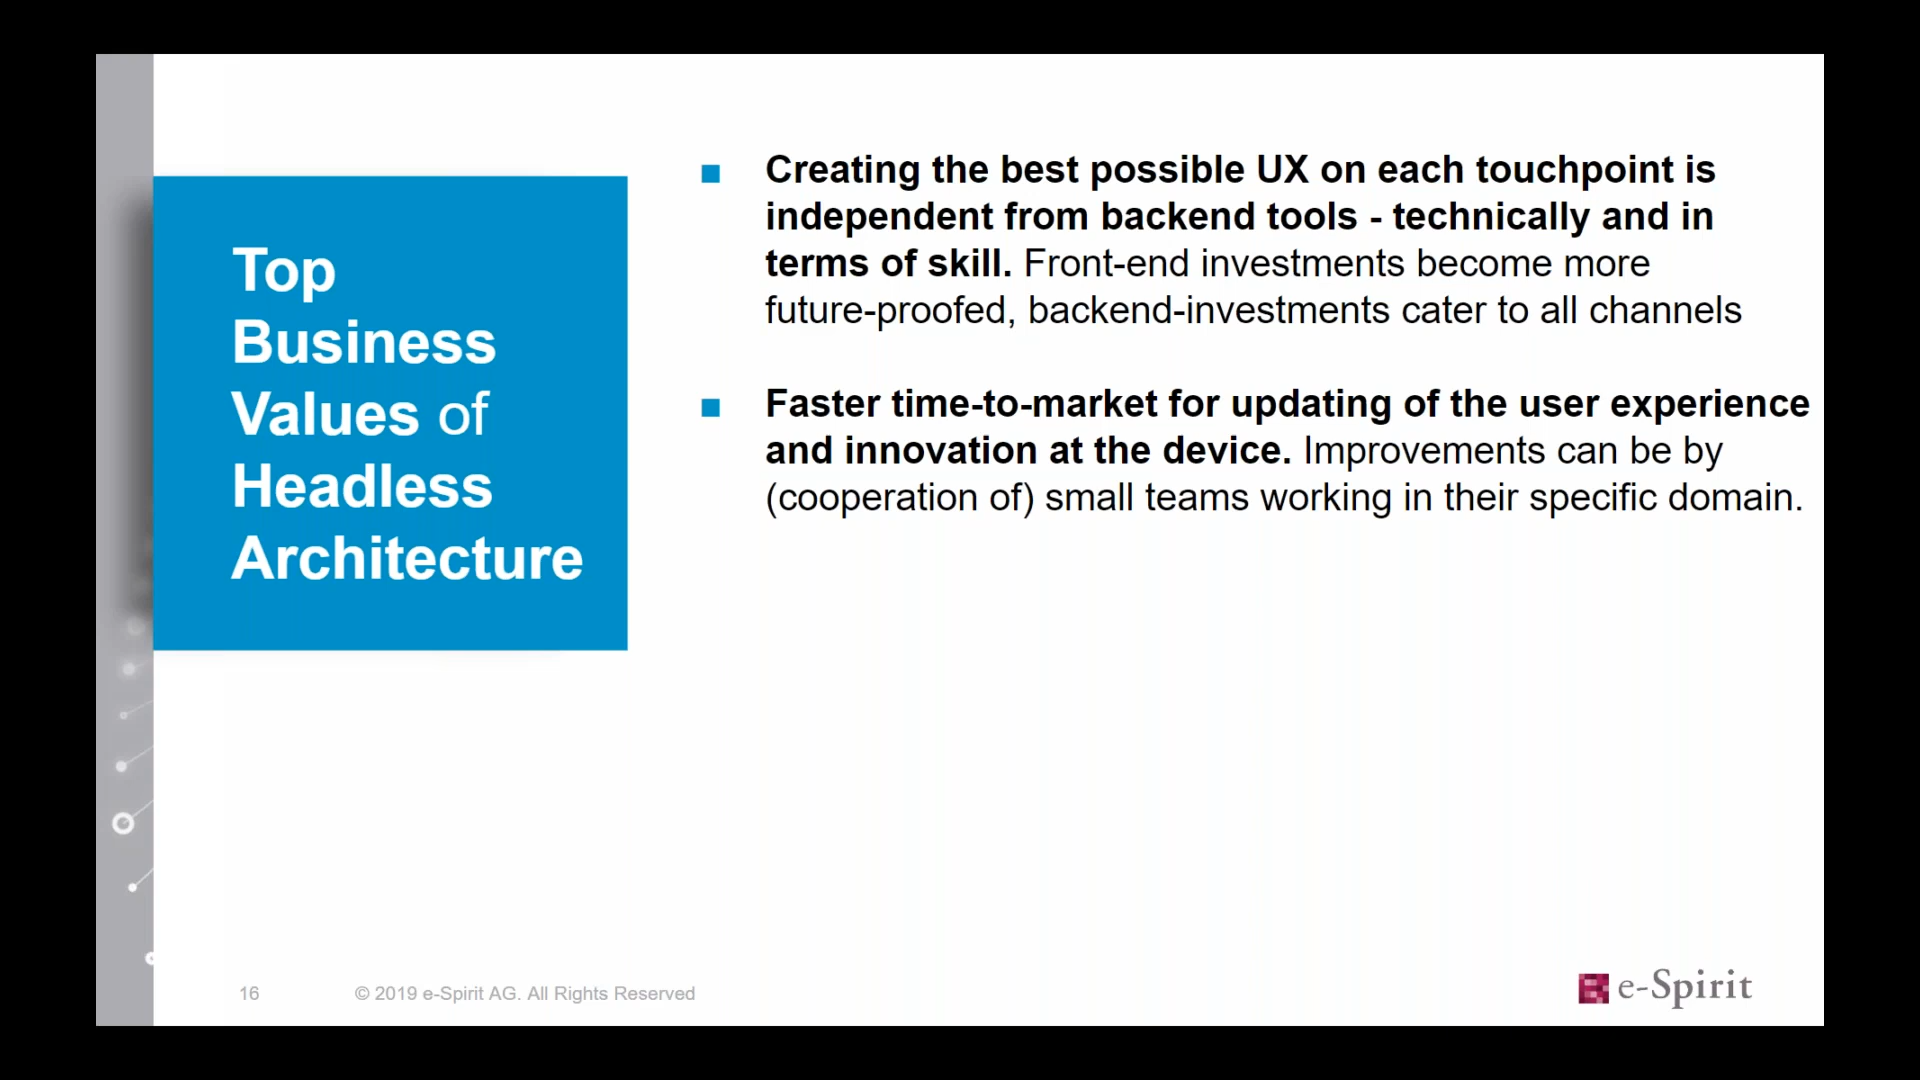 Top
Business
Values of
Headless
Architecture
Creating the best possible UX on each touchpoint is
independent from backend tools - technically and in
terms of skill. Front-end investments become more
future-proofed, backend-investments cater to all channels
Faster time-to-market for updating of the user experience
and innovation at the device. Improvements can be by
(cooperation of) small teams working in their specific domain.
16
© 2019 e-Spirit AG. All Rights Reserved
e-Spirit